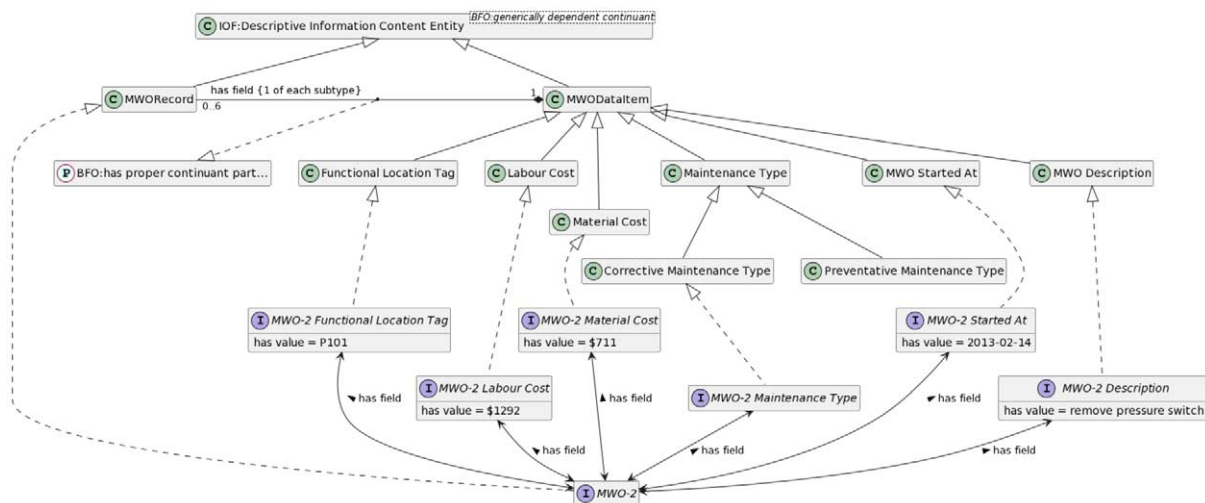 BFO:generically dependent continuant
C IOF:Descriptive Information Content Entity
has field {1 of each subtype}
C MWORecord
0..6
1
C MWODataItem
P BFO:has proper continuant part...
C Functional Location Tag
C Labour Cost
C Maintenance Type
C MWO Started At
C MWO Description
C Material Cost
C Corrective Maintenance Type
C Preventative Maintenance Type
I MWO-2 Functional Location Tag
has value = P101
I MWO-2 Material Cost
has value = $711
I MWO-2 Started At
has value = 2013-02-14
I MWO-2 Labour Cost
has value = $1292
I MWO-2 Maintenance Type
I MWO-2 Description
has value = remove pressure switch
has field
has field
has field
has field
has field
has field
I MWO-2